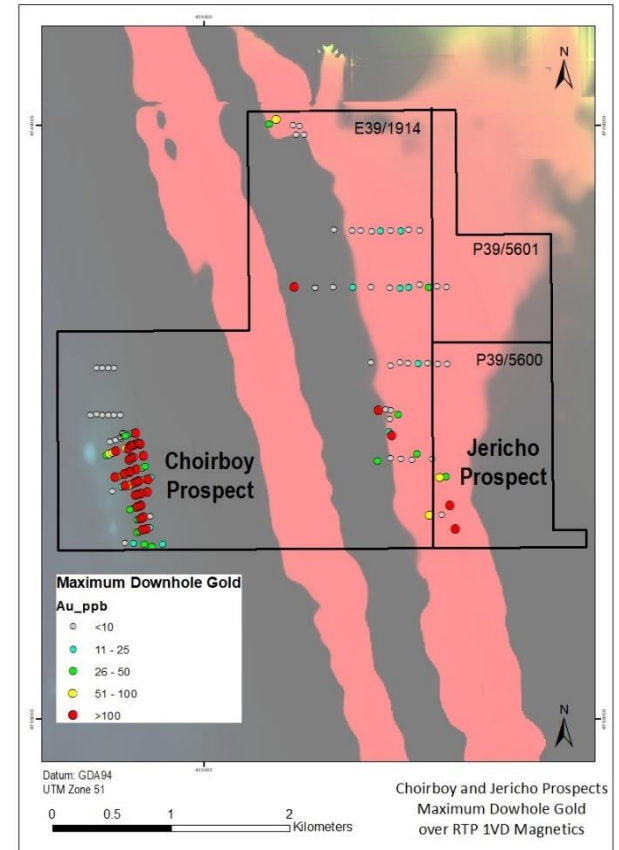 N
E39/1914
P39/5601
P39/5600
Choirboy
Prospect
Jericho
Prospect
Maximum Downhole Gold
Au_ppb
<10
11 - 25
26 - 50
51 - 100
>100
N
Datum: GDA94
UTM Zone 51
0 0.5 1 2
Kilometers
Choirboy and Jericho Prospects
Maximum Dowhole Gold
over RTP 1VD Magnetics